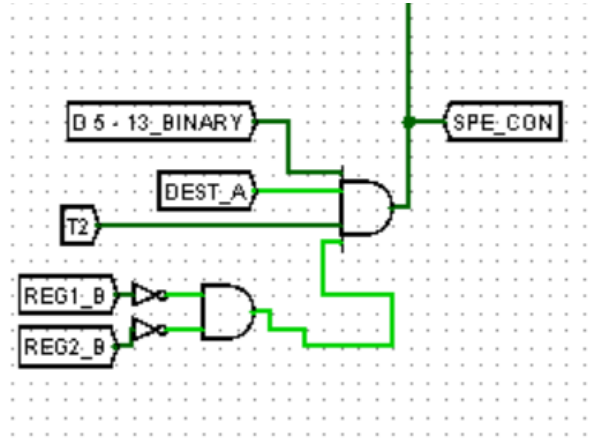 D 5 - 13_BINARY
SPE_CON
DEST_A
T2
REG1_B
REG2_B